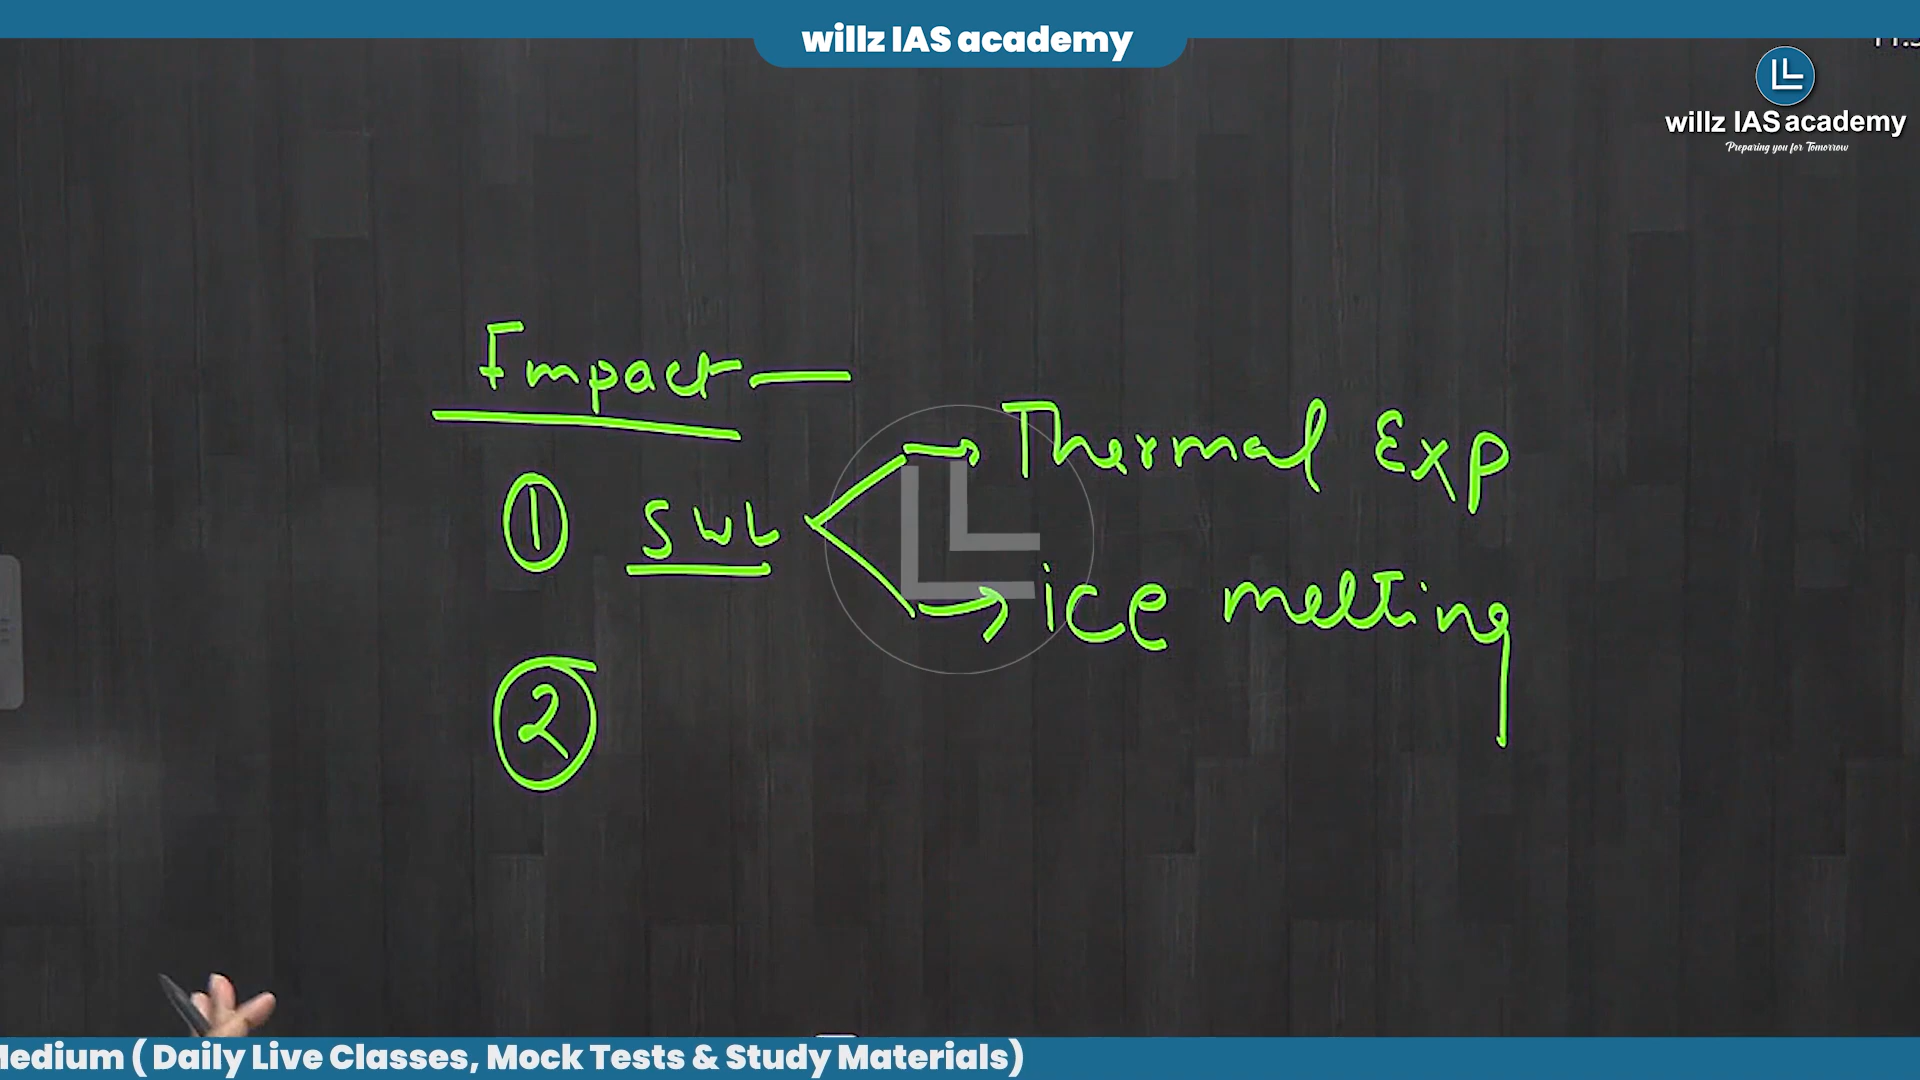 willz IAS academy
willz IAS academy
Preparing you for Tomorrow
Impact —
① SWL → Thermal Exp
→ ice melting
②
Medium ( Daily Live Classes, Mock Tests & Study Materials)